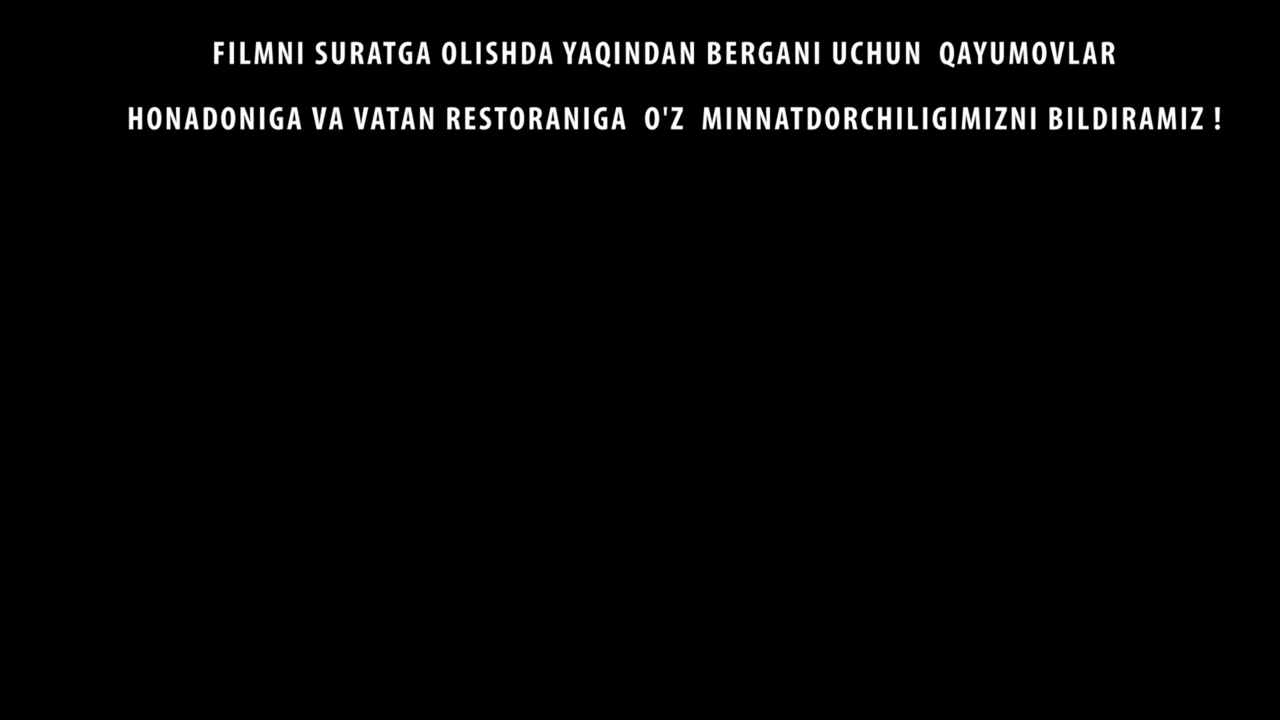 FILMNI SURATGA OLISHDA YAQINDAN BERGANI UCHUN QAYUMOVLAR
HONADONIGA VA VATAN RESTORANIGA O'Z MINNATDORCHILIGIMIZNI BILDIRAMIZ !